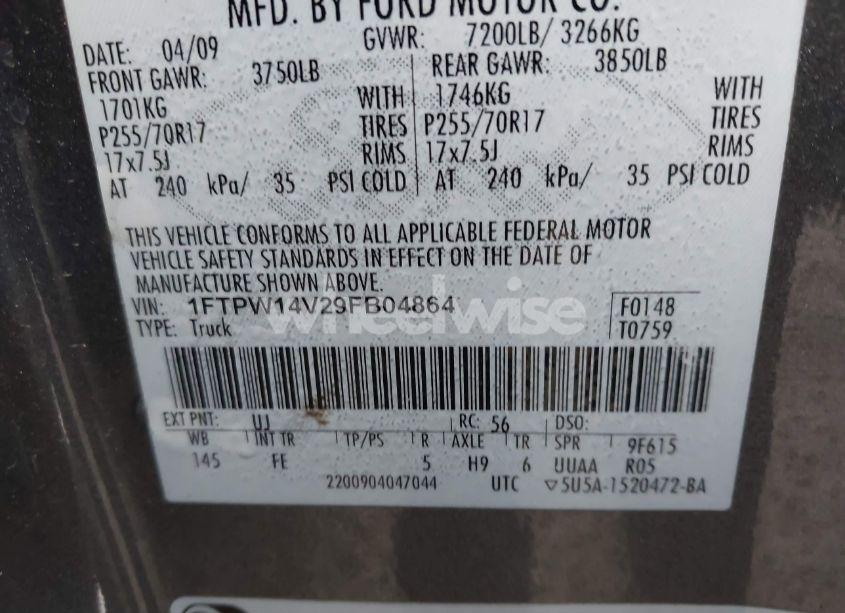 MFD. BY FORD MOTOR CO.
DATE: 04/09 GVWR: 7200LB/ 3266KG
FRONT GAWR: 3750LB REAR GAWR: 3850LB
1701KG WITH 1746KG WITH
P255/70R17 TIRES P255/70R17 TIRES
17x7.5J RIMS 17x7.5J RIMS
AT 240 kPa/ 35 PSI COLD AT 240 kPa/ 35 PSI COLD
THIS VEHICLE CONFORMS TO ALL APPLICABLE FEDERAL MOTOR
VEHICLE SAFETY STANDARDS IN EFFECT ON THE DATE OF
MANUFACTURE SHOWN ABOVE.
VIN: 1FTPW14V29FB04864 F0148
TYPE: Truck T0759
wheelwise
EXT PNT: UJ RC: 56 DSO:
WB INT TR TP/PS R AXLE TR SPR 9F615
145 FE 5 H9 6 UUAA R05
2200904047044 UTC ▽5U5A-1520472-BA